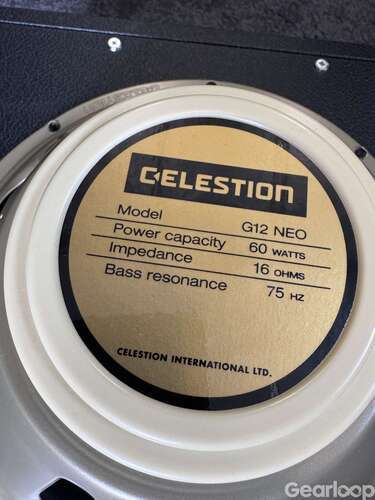 CELESTION
Model G12 NEO
Power capacity 60 WATTS
Impedance 16 OHMS
Bass resonance 75 HZ
CELESTION INTERNATIONAL LTD.
Gearloop